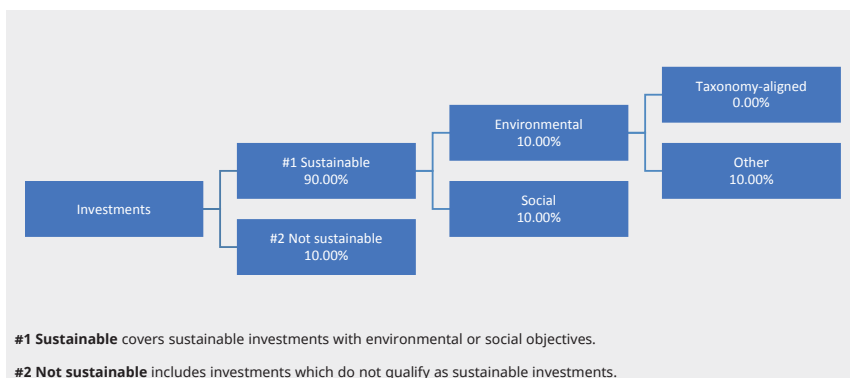 Investments
#1 Sustainable
90.00%
#2 Not sustainable
10.00%
Environmental
10.00%
Social
10.00%
Taxonomy-aligned
0.00%
Other
10.00%
#1 Sustainable covers sustainable investments with environmental or social objectives.
#2 Not sustainable includes investments which do not qualify as sustainable investments.